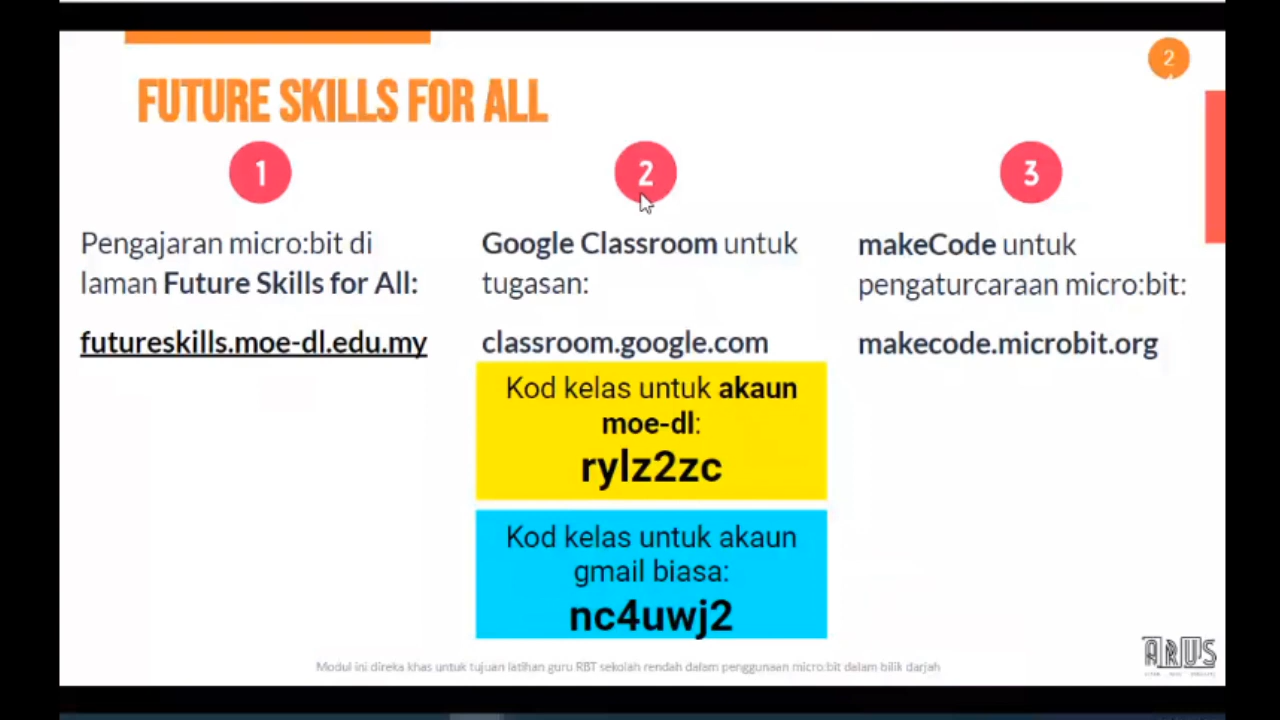 2
FUTURE SKILLS FOR ALL
1
Pengajaran micro:bit di
laman Future Skills for All:
futureskills.moe-dl.edu.my
2
Google Classroom untuk
tugasan:
classroom.google.com
Kod kelas untuk akaun
moe-dl:
rylz2zc
Kod kelas untuk akaun
gmail biasa:
nc4uwj2
3
makeCode untuk
pengaturcaraan micro:bit:
makecode.microbit.org
Modul ini direka khas untuk tujuan latihan guru RBT sekolah rendah dalam penggunaan micro:bit dalam bilik darjah
ARUS